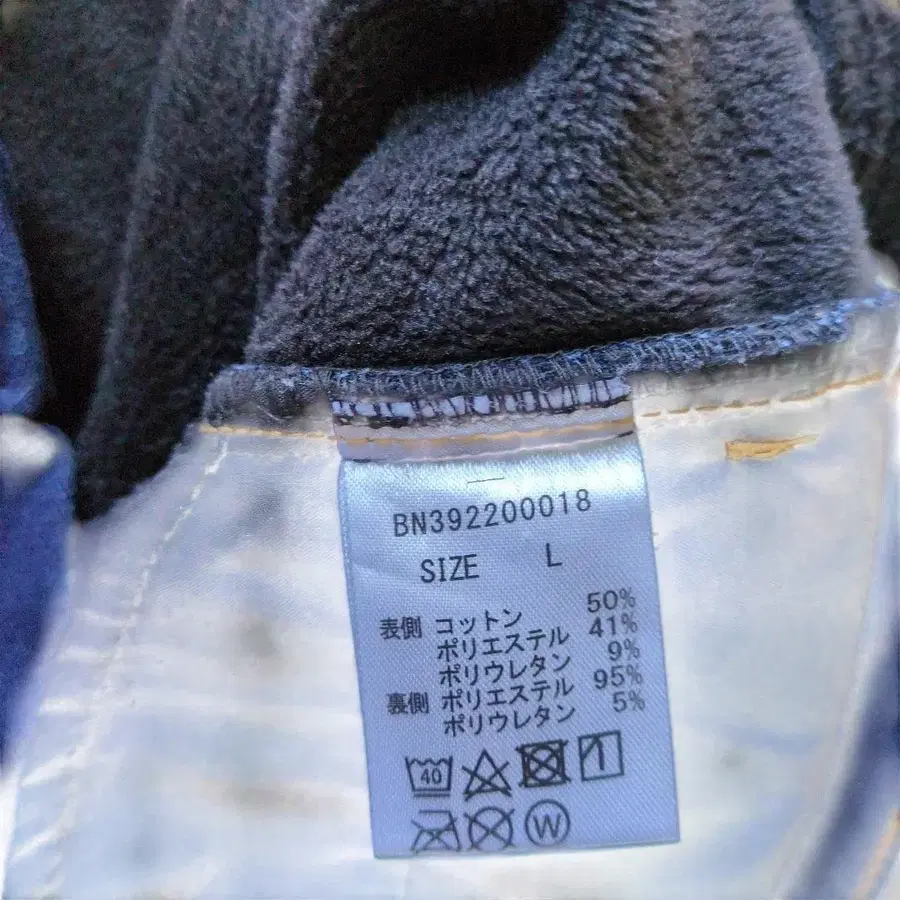 BN392200018
SIZE L
表側 コットン 50%
ポリエステル 41%
ポリウレタン 9%
裏側 ポリエステル 95%
ポリウレタン 5%
40
W